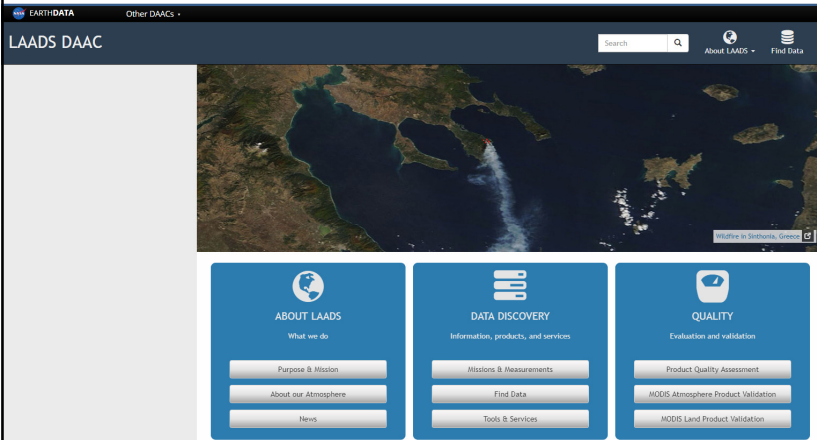 NASA EARTHDATA Other DAACs
LAADS DAAC
Search
About LAADS
Find Data
Wildfire in Sinthonia, Greece
ABOUT LAADS
What we do
Purpose & Mission
About our Atmosphere
News
DATA DISCOVERY
Information, products, and services
Missions & Measurements
Find Data
Tools & Services
QUALITY
Evaluation and validation
Product Quality Assessment
MODIS Atmosphere Product Validation
MODIS Land Product Validation